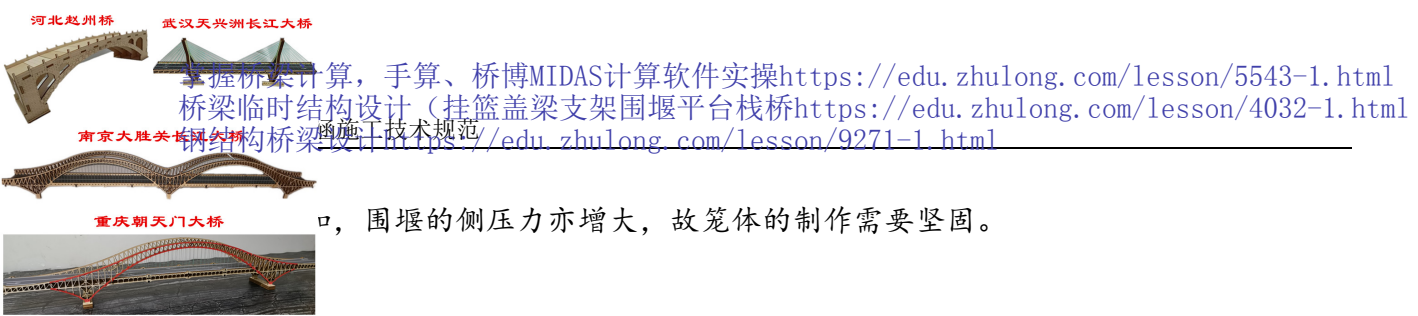 河北赵州桥
武汉天兴洲长江大桥
掌握桥梁计算，手算、桥博MIDAS计算软件实操https://edu.zhulong.com/lesson/5543-1.html
桥梁临时结构设计（挂篮盖梁支架围堰平台栈桥https://edu.zhulong.com/lesson/4032-1.html
南京大胜关长江大桥
涵施工技术规范
钢结构桥梁设计https://edu.zhulong.com/lesson/9271-1.html
重庆朝天门大桥
，围堰的侧压力亦增大，故笼体的制作需要坚固。